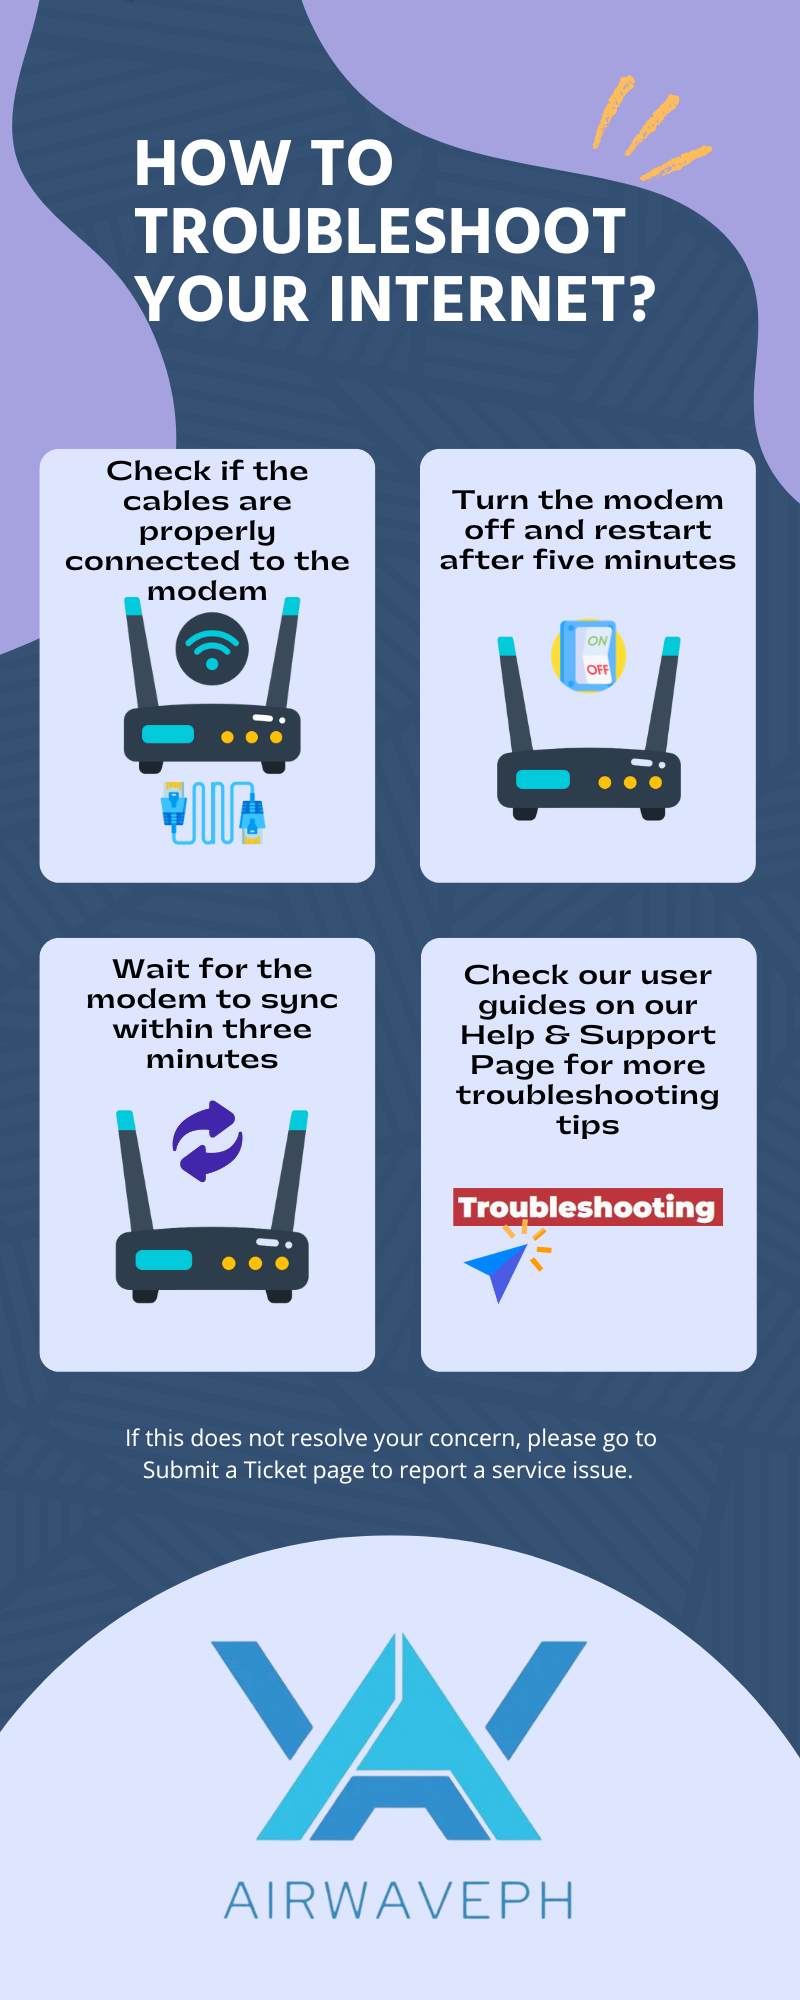 HOW TO
TROUBLESHOOT
YOUR INTERNET?
Check if the
cables are
properly
connected to the
modem
Turn the modem
off and restart
after five minutes
ON
OFF
Wait for the
modem to sync
within three
minutes
Check our user
guides on our
Help & Support
Page for more
troubleshooting
tips
Troubleshooting
If this does not resolve your concern, please go to
Submit a Ticket page to report a service issue.
AIRWAVEPH